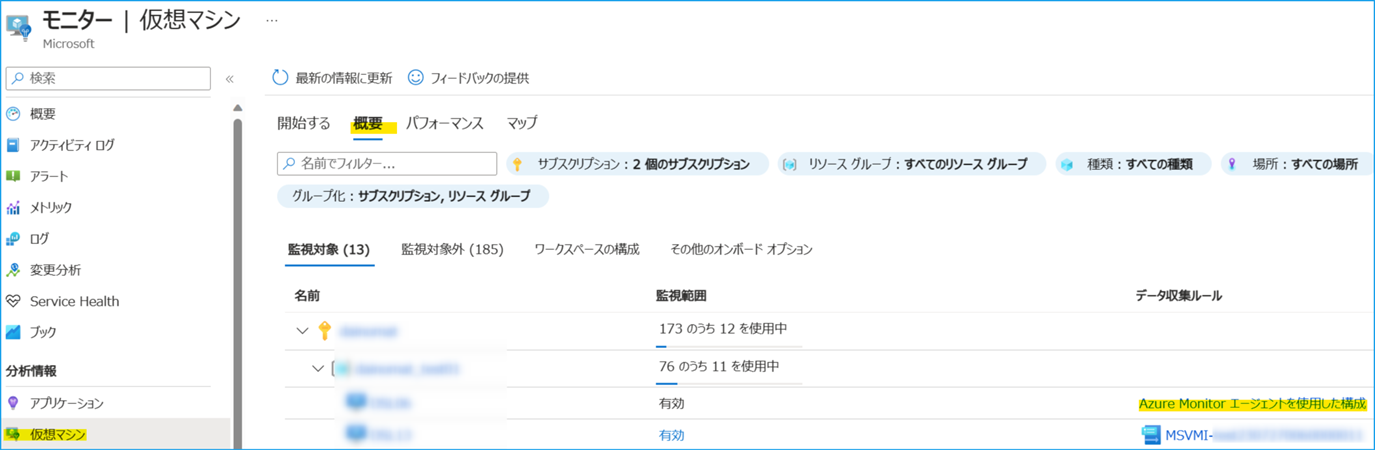 モニター | 仮想マシン ...
Microsoft
検索 «
最新の情報に更新 フィードバックの提供
概要
アクティビティ ログ
アラート
メトリック
ログ
変更分析
Service Health
ブック
分析情報
アプリケーション
仮想マシン
開始する 概要 パフォーマンス マップ
名前でフィルター... サブスクリプション : 2 個のサブスクリプション リソース グループ : すべてのリソース グループ 種類 : すべての種類 場所 : すべての場所
グループ化 : サブスクリプション, リソース グループ
監視対象 (13) 監視対象外 (185) ワークスペースの構成 その他のオンボード オプション
名前 監視範囲 データ収集ルール
173 のうち 12 を使用中
76 のうち 11 を使用中
有効 Azure Monitor エージェントを使用した構成
有効 MSVMI-